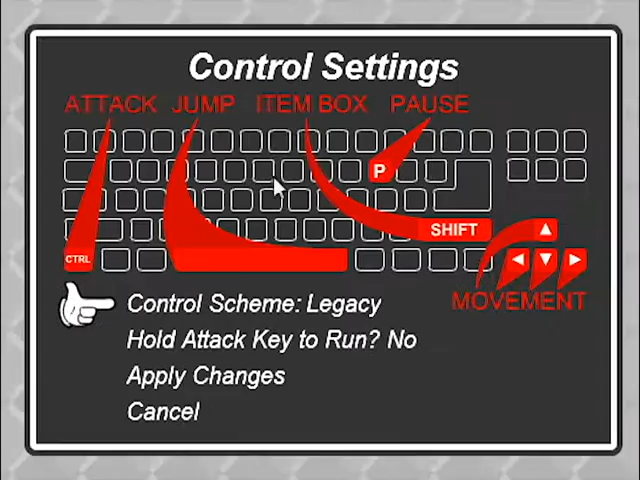 Control Settings
ATTACK JUMP ITEM BOX PAUSE
P
SHIFT
CTRL
MOVEMENT
Control Scheme: Legacy
Hold Attack Key to Run? No
Apply Changes
Cancel